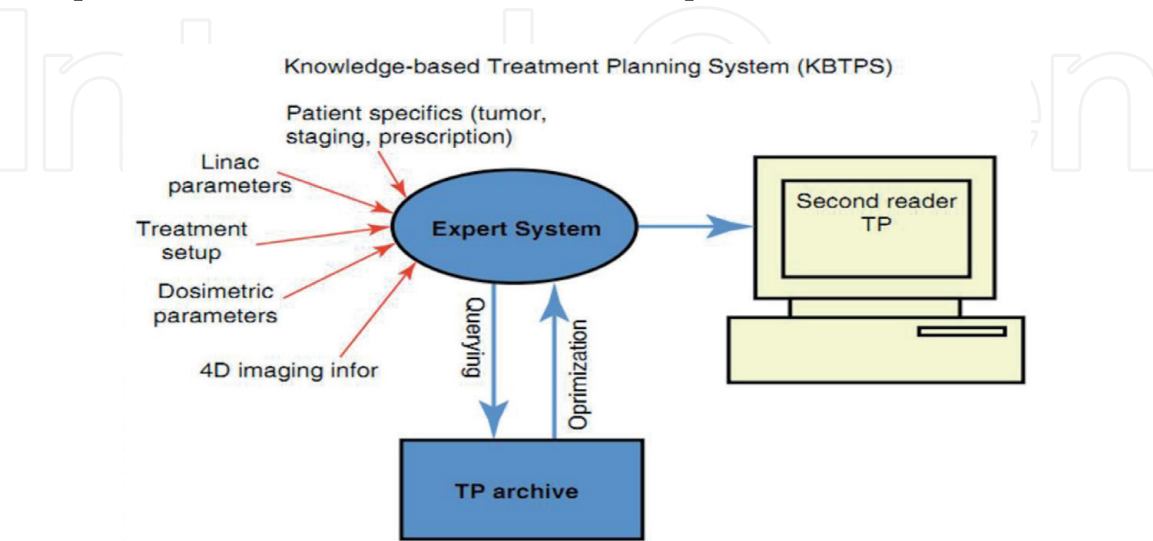 Knowledge-based Treatment Planning System (KBTPS)
Patient specifics (tumor,
staging, prescription)
Linac
parameters
Treatment
setup
Dosimetric
parameters
4D imaging infor
Expert System
Querying
Oprimization
TP archive
Second reader
TP